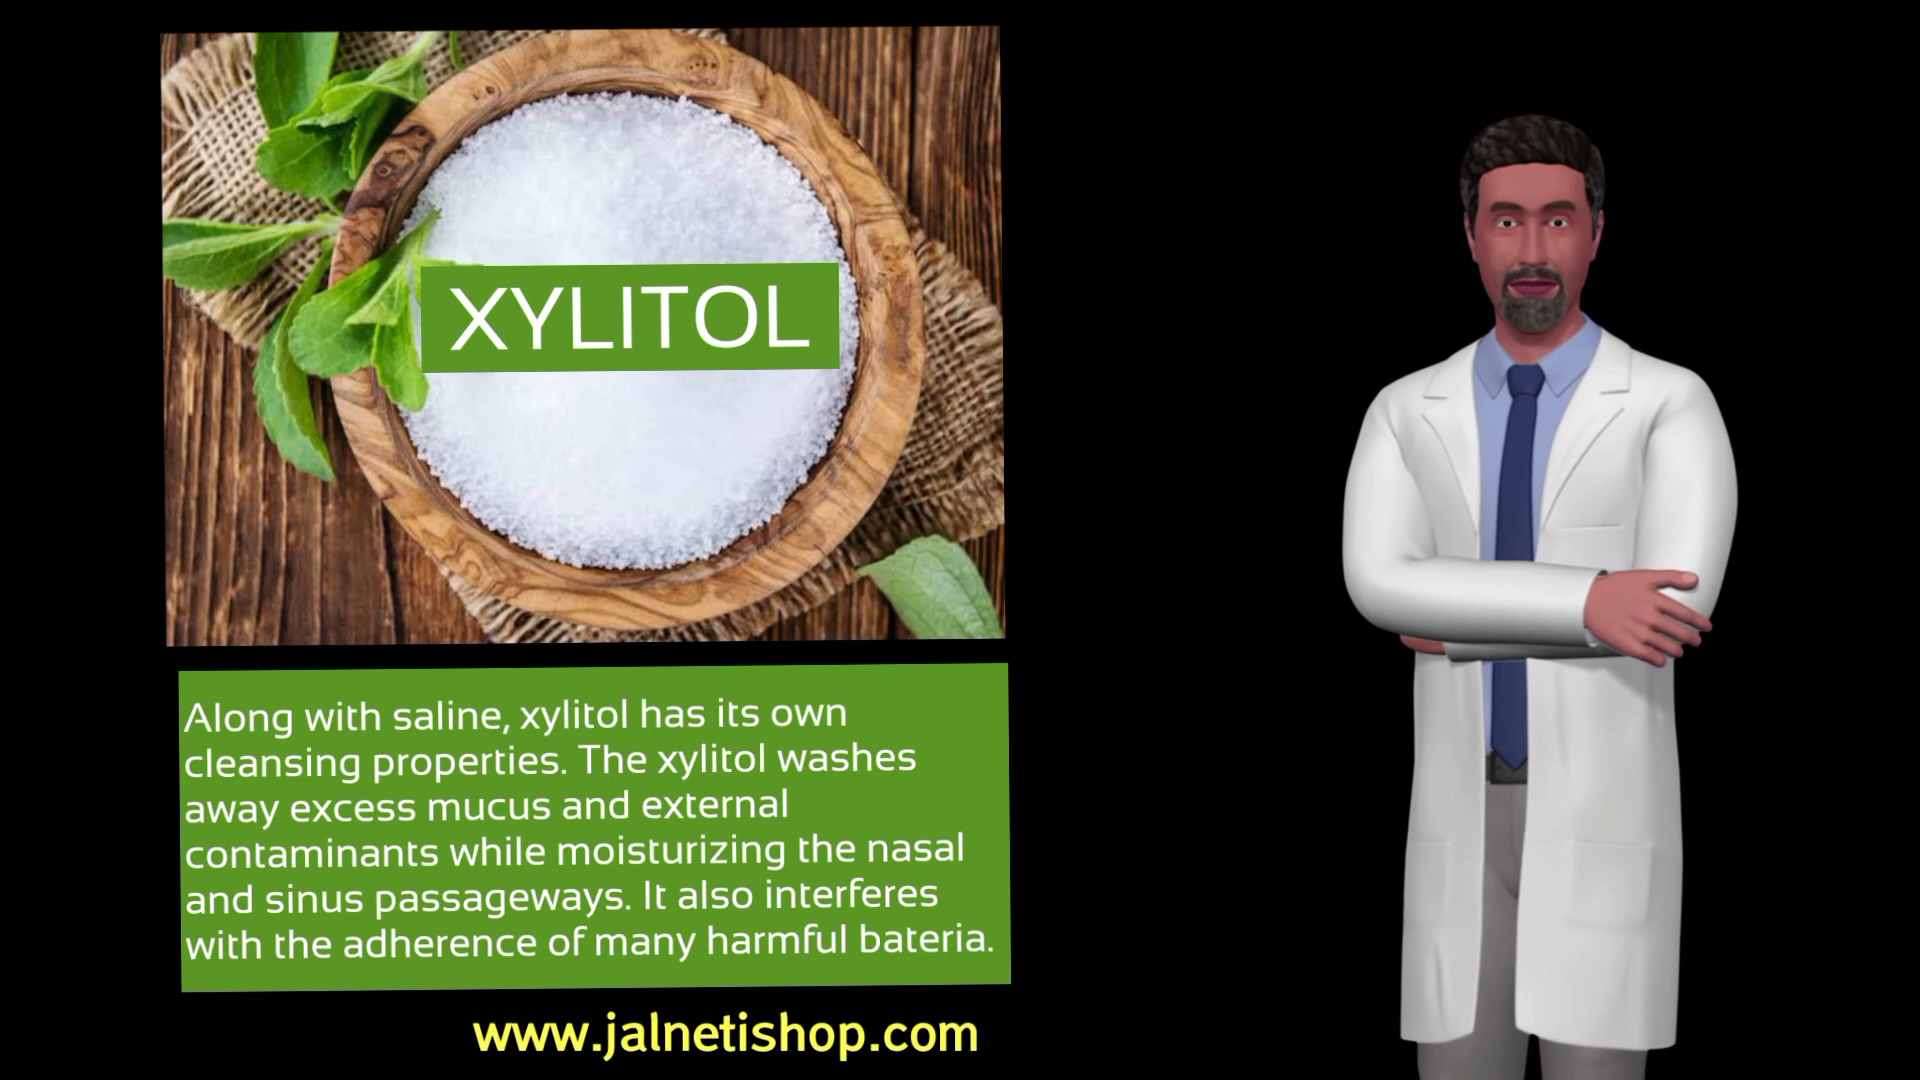 XYLITOL
Along with saline, xylitol has its own
cleansing properties. The xylitol washes
away excess mucus and external
contaminants while moisturizing the nasal
and sinus passageways. It also interferes
with the adherence of many harmful bateria.
www.jalnetishop.com